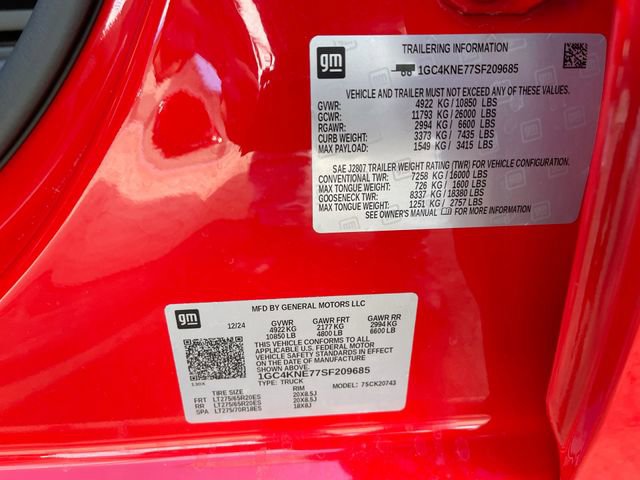 gm
TRAILERING INFORMATION
1GC4KNE77SF209685
VEHICLE AND TRAILER MUST NOT EXCEED ANY OF THESE VALUES.
GVWR: 4922 KG / 10850 LBS
GCWR: 11793 KG / 26000 LBS
RGAWR: 2994 KG / 6600 LBS
CURB WEIGHT: 3373 KG / 7435 LBS
MAX PAYLOAD: 1549 KG / 3415 LBS
SAE J2807 TRAILER WEIGHT RATING (TWR) FOR VEHICLE CONFIGURATION.
CONVENTIONAL TWR: 7258 KG / 16000 LBS
MAX TONGUE WEIGHT: 726 KG / 1600 LBS
GOOSENECK TWR: 8337 KG / 18380 LBS
MAX TONGUE WEIGHT: 1251 KG / 2757 LBS
SEE OWNER'S MANUAL FOR MORE INFORMATION
gm
MFD BY GENERAL MOTORS LLC
12/24 GVWR GAWR FRT GAWR RR
4922 KG 2177 KG 2994 KG
10850 LB 4800 LB 6600 LB
THIS VEHICLE CONFORMS TO ALL
APPLICABLE U.S. FEDERAL MOTOR
VEHICLE SAFETY STANDARDS IN EFFECT
ON THE DATE OF MANUFACTURE SHOWN ABOVE.
1GC4KNE77SF209685
TYPE: TRUCK MODEL: 75CK20743
TIRE SIZE RIM
FRT LT275/65R20ES 20X8.5J
RR LT275/65R20ES 20X8.5J
SPA LT275/70R18ES 18X8J